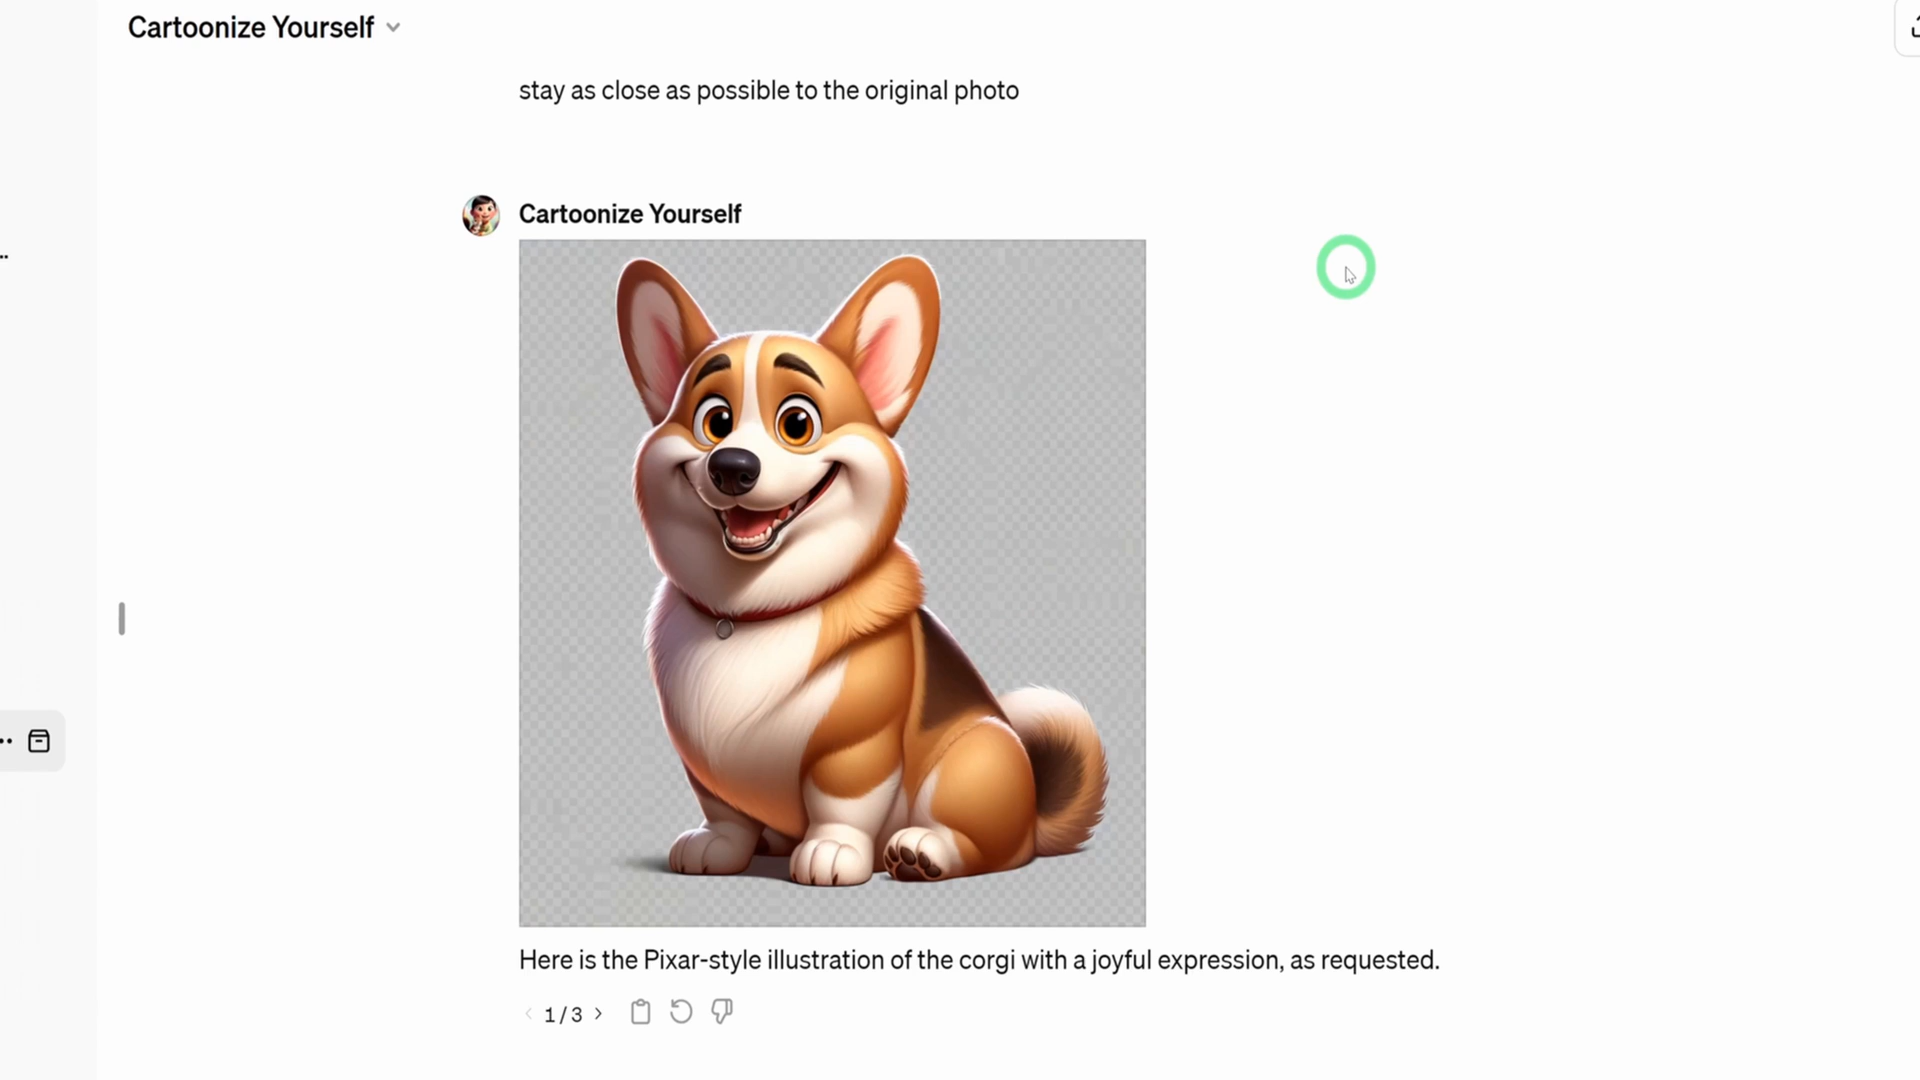 Cartoonize Yourself
stay as close as possible to the original photo
Cartoonize Yourself
Here is the Pixar-style illustration of the corgi with a joyful expression, as requested.
1 / 3